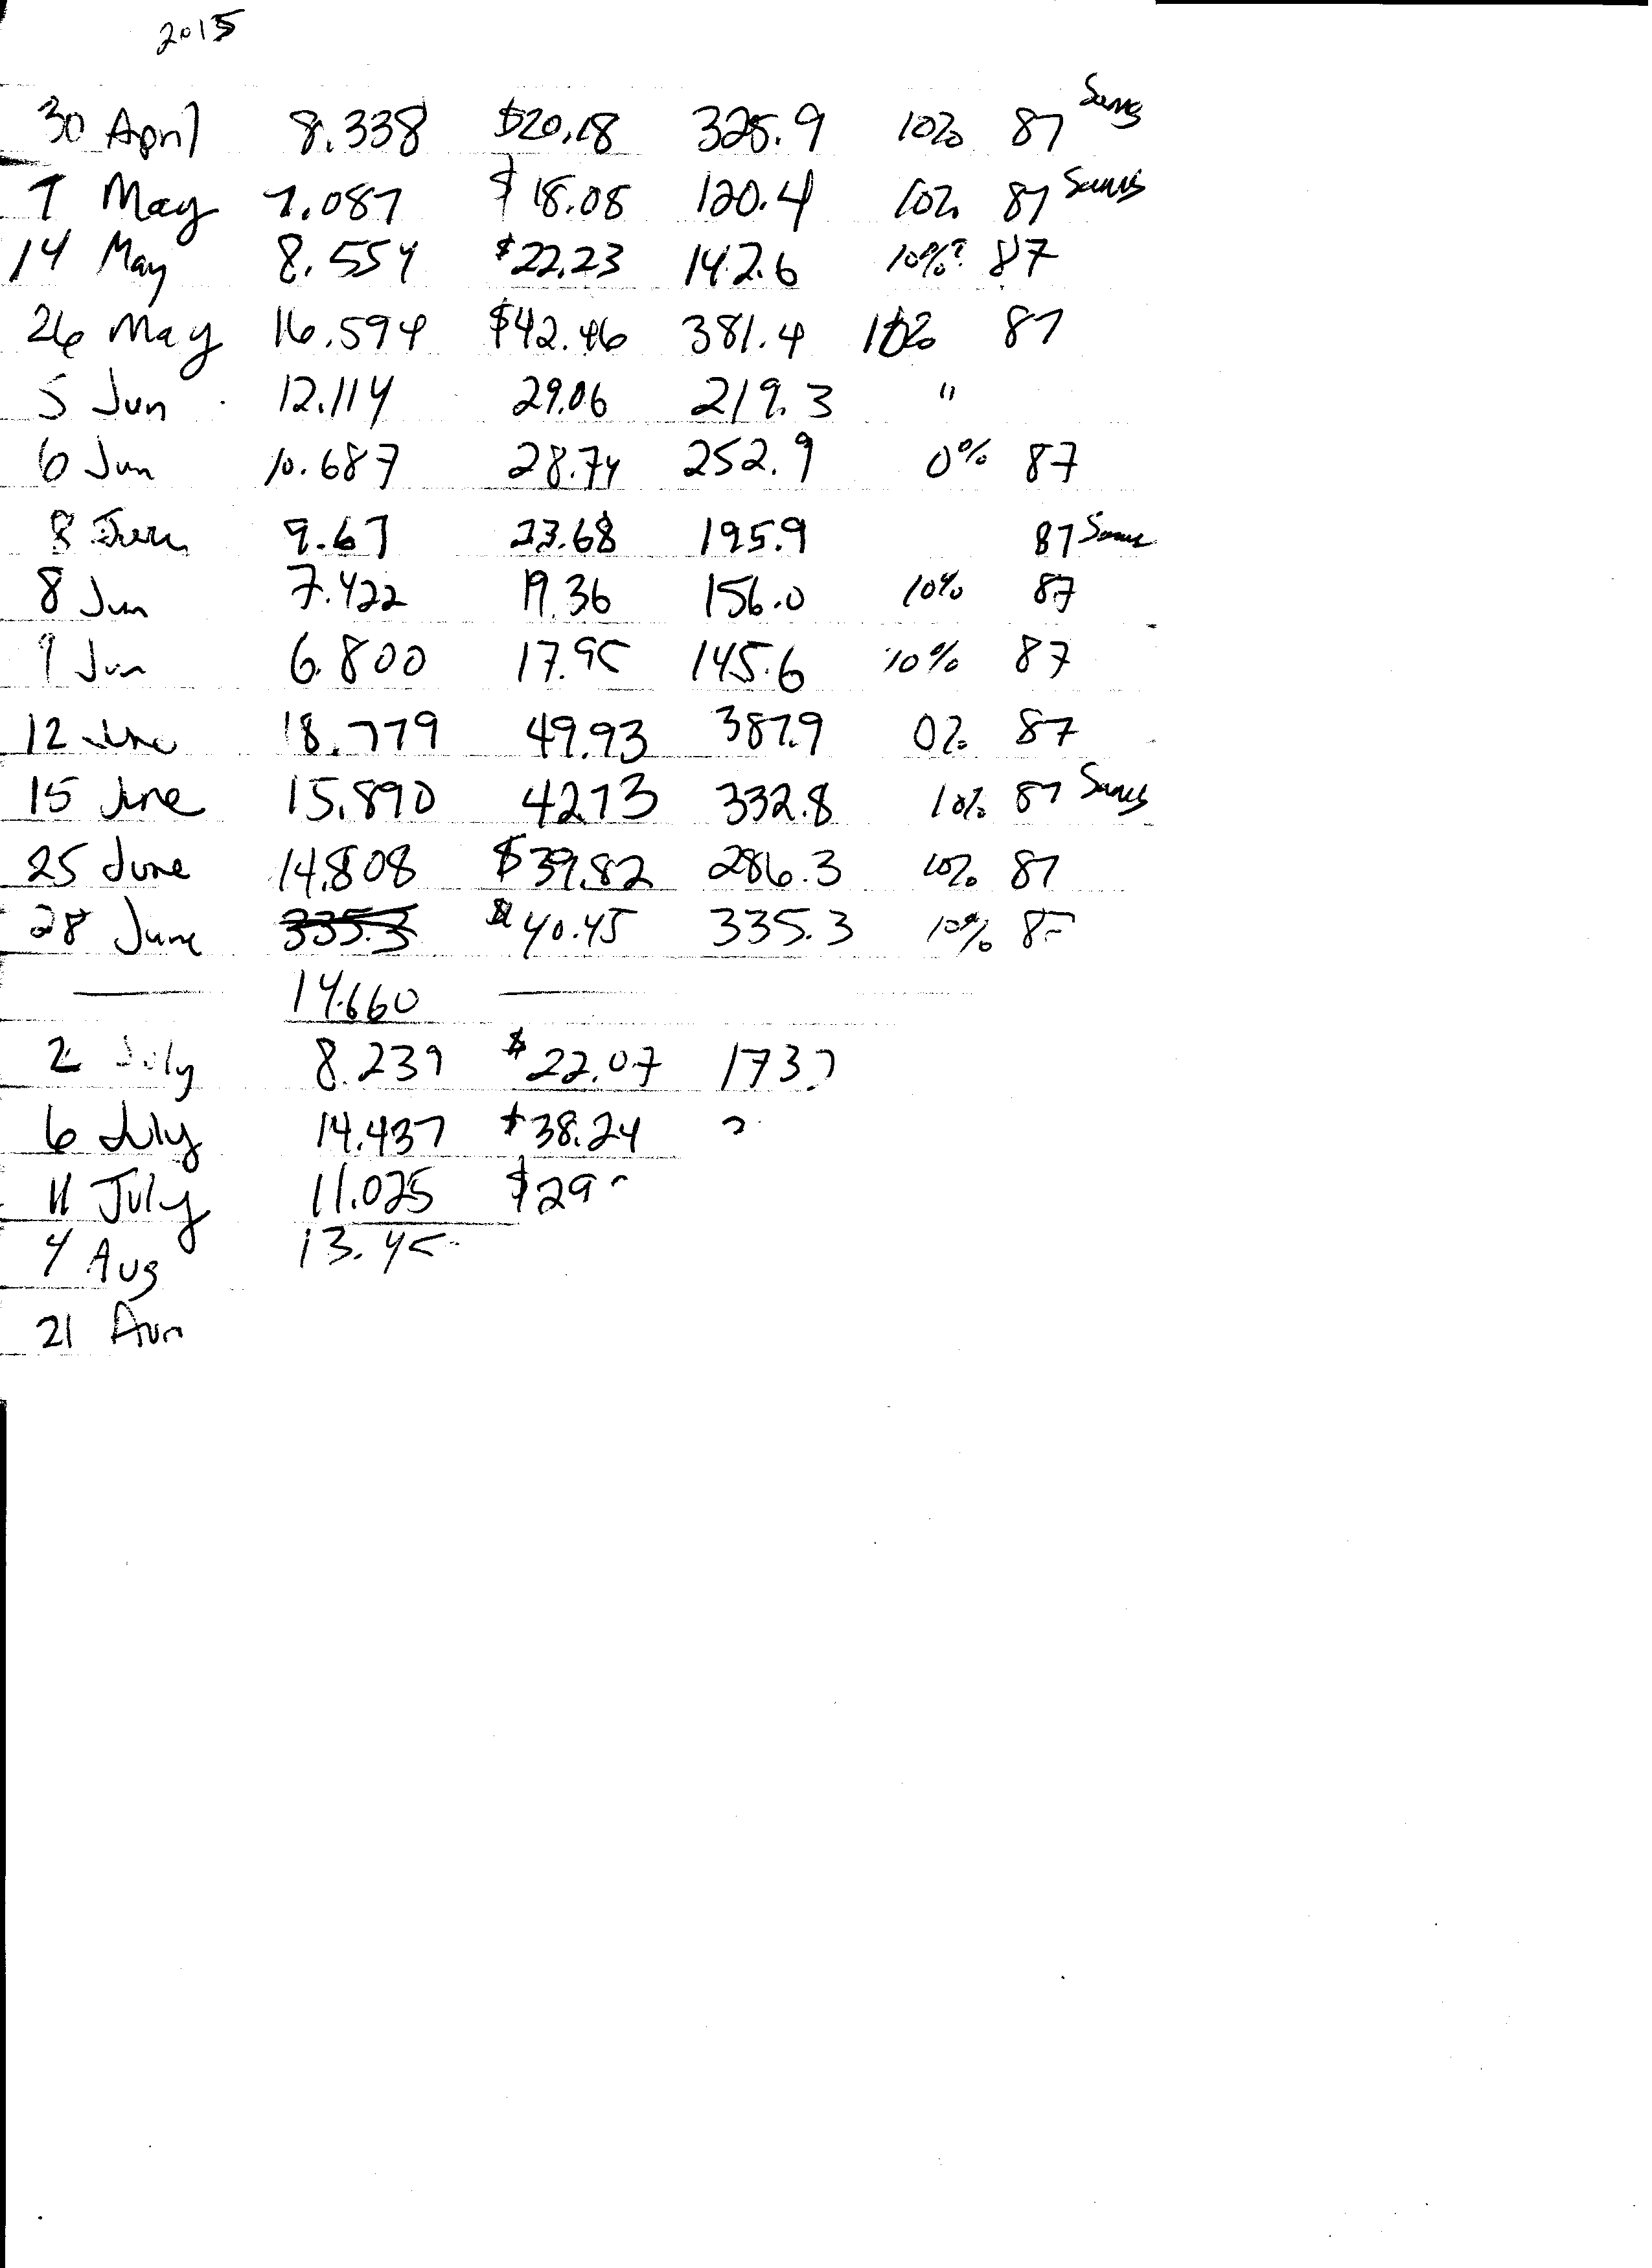 2015
30 April 8.338 $20.18 325.9 10% 87 Sams
7 May 7.087 $18.08 120.4 10% 87 Sams
14 May 8.554 $22.23 142.6 10%? 87
26 May 16.594 $42.46 381.4 10% 87
5 Jun 12.114 29.06 219.3 "
6 Jun 10.687 28.74 252.9 0% 87
8 Jun 9.67 23.68 195.9 87 Sams
8 Jun 7.422 19.36 156.0 10% 87
9 Jun 6.800 17.95 145.6 10% 87
12 June 18.779 49.93 387.9 0% 87
15 June 15.890 42.73 332.8 10% 87 Sams
25 June 14.808 $39.82 286.3 10% 87
28 June 335.3 $40.45 335.3 10% 87
14.660
2 July 8.239 $22.07 173.
6 July 14.437 $38.24
11 July 11.025 $29
4 Aug 13.45
21